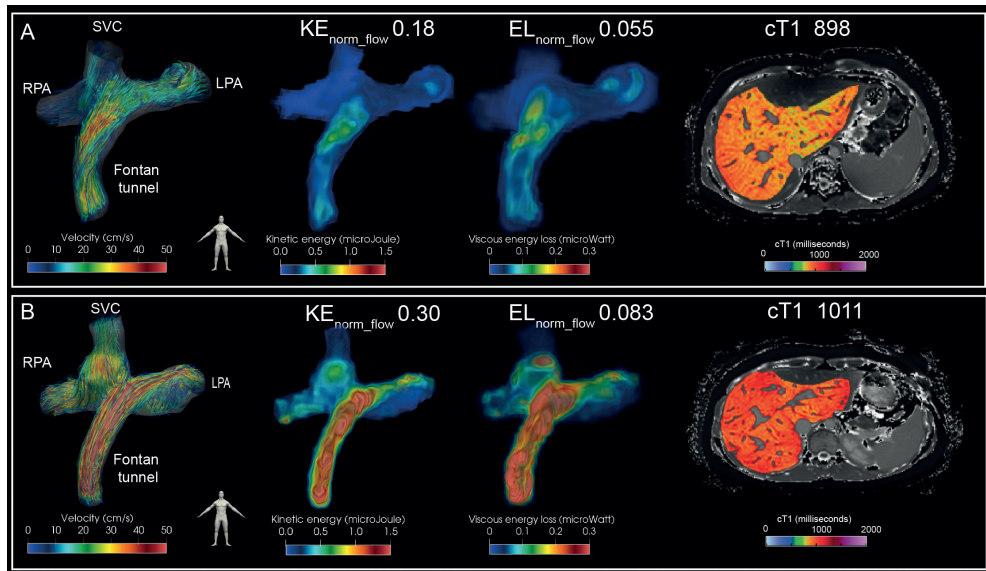 A
SVC
KEnorm_flow 0.18
ELnorm_flow 0.055
cT1 898
RPA
LPA
Fontan
tunnel
Velocity (cm/s)
0 10 20 30 40 50
Kinetic energy (microJoule)
0.0 0.5 1.0 1.5
Viscous energy loss (microWatt)
0 0.1 0.2 0.3
cT1 (milliseconds)
0 1000 2000
B
SVC
KEnorm_flow 0.30
ELnorm_flow 0.083
cT1 1011
RPA
LPA
Fontan
tunnel
Velocity (cm/s)
0 10 20 30 40 50
Kinetic energy (microJoule)
0.0 0.5 1.0 1.5
Viscous energy loss (microWatt)
0 0.1 0.2 0.3
cT1 (milliseconds)
0 1000 2000